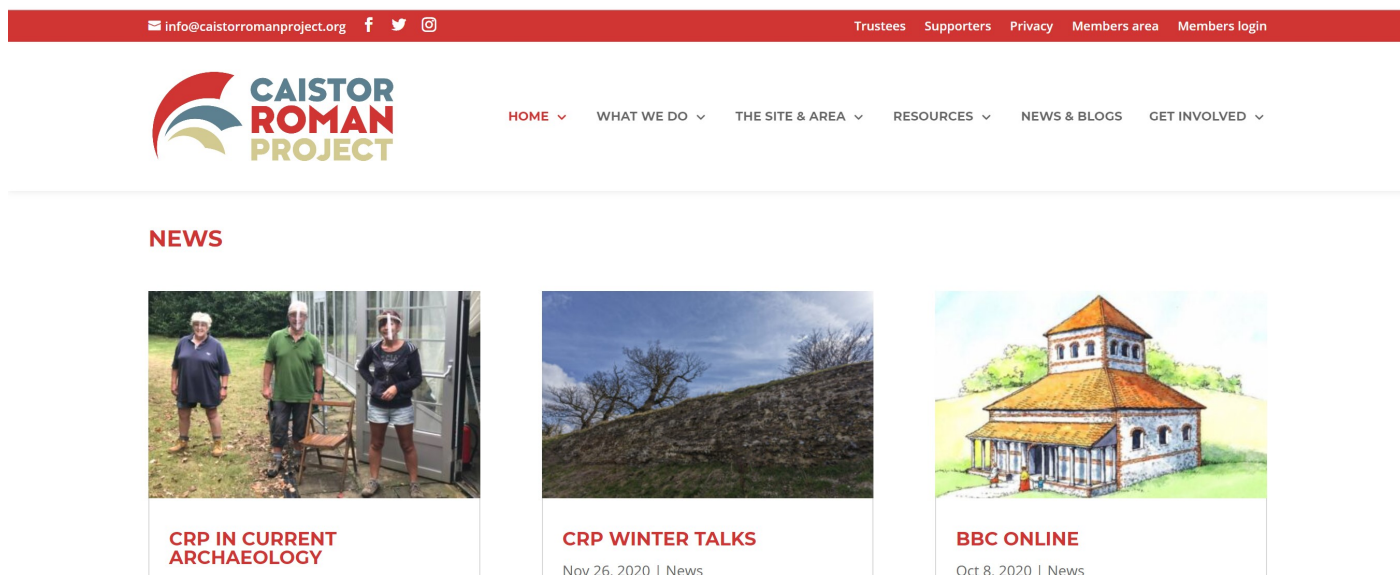 info@caistorromanproject.org
Trustees Supporters Privacy Members area Members login
CAISTOR
ROMAN
PROJECT
HOME WHAT WE DO THE SITE & AREA RESOURCES NEWS & BLOGS GET INVOLVED
NEWS
CRP IN CURRENT
ARCHAEOLOGY
CRP WINTER TALKS
Nov 26, 2020 | News
BBC ONLINE
Oct 8, 2020 | News